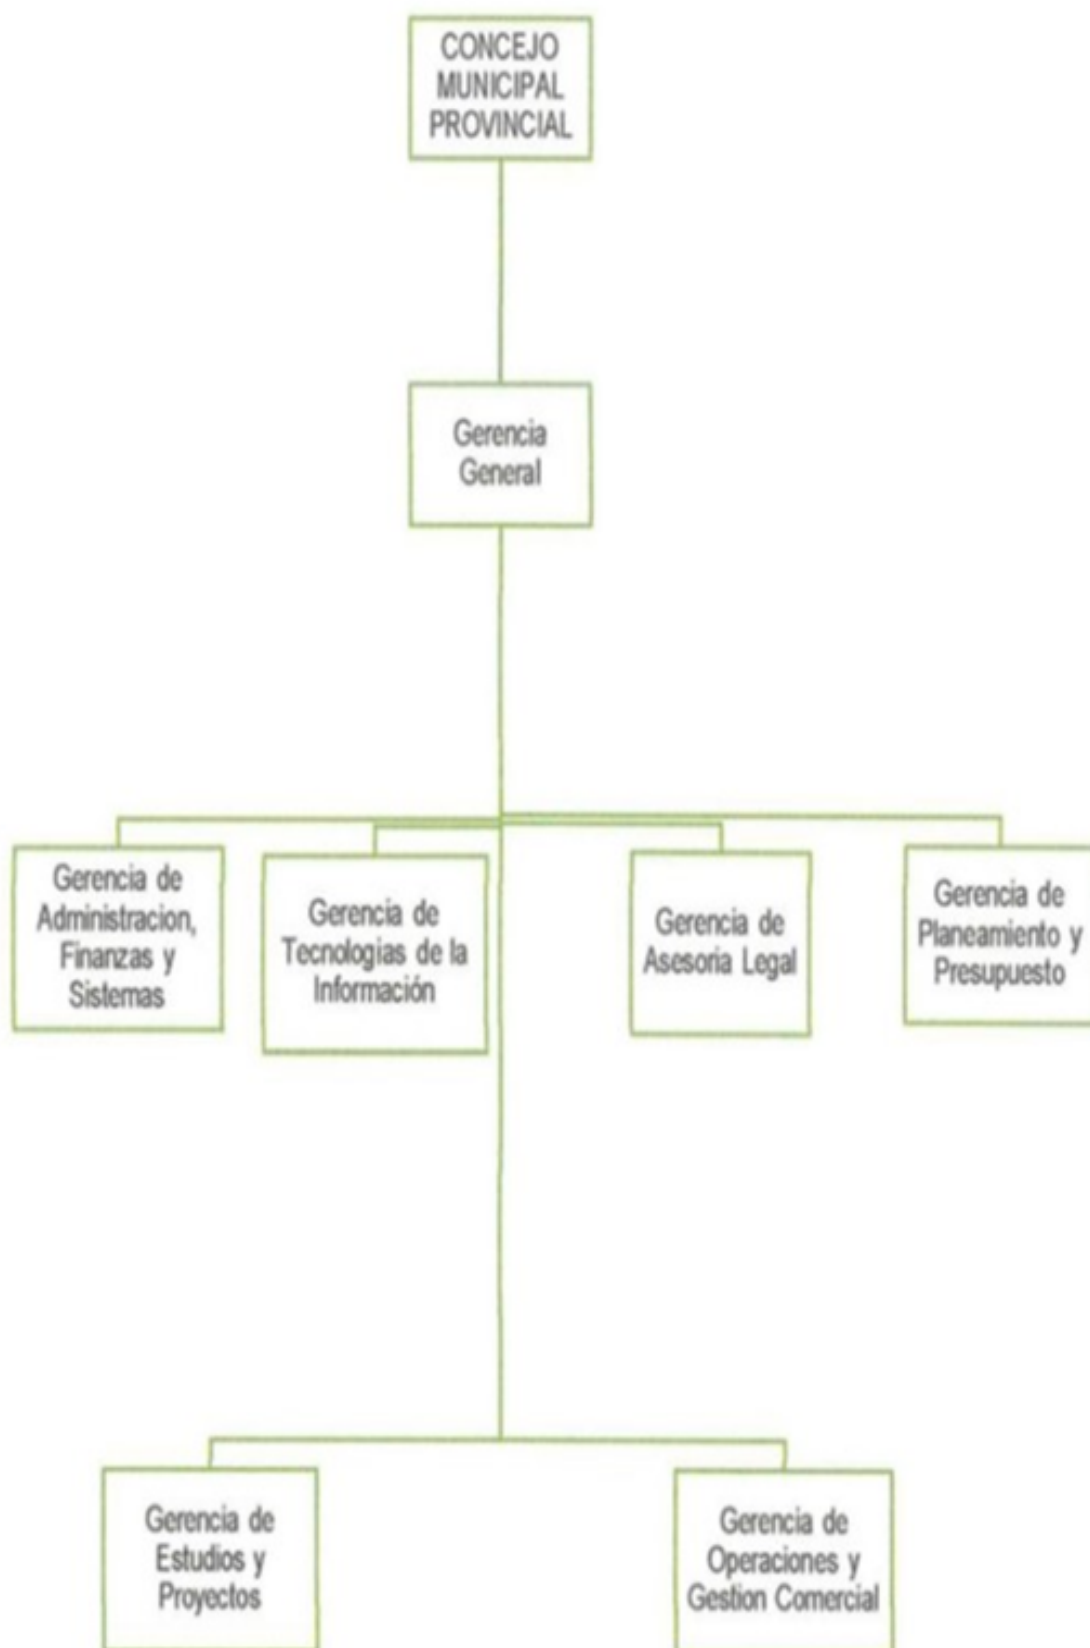 CONCEJO
MUNICIPAL
PROVINCIAL
Gerencia
General
Gerencia de
Administracion,
Finanzas y
Sistemas
Gerencia de
Tecnologias de la
Información
Gerencia de
Asesoria Legal
Gerencia de
Planeamiento y
Presupuesto
Gerencia de
Estudios y
Proyectos
Gerencia de
Operaciones y
Gestion Comercial